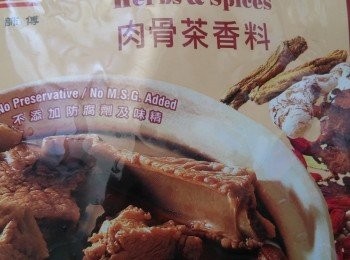 Herbs & Spices
肉骨茶香料
No Preservative / No M.S.G. Added
不添加防腐劑及味精